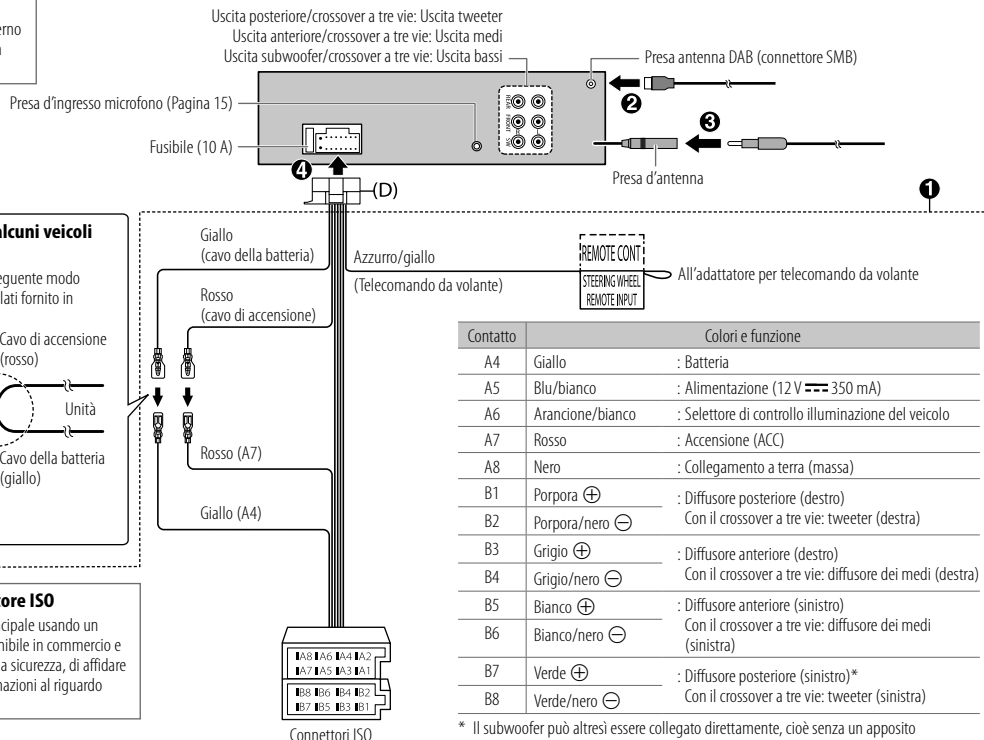 erno
Uscita posteriore/crossover a tre vie: Uscita tweeter
Uscita anteriore/crossover a tre vie: Uscita medi
Uscita subwoofer/crossover a tre vie: Uscita bassi
Presa antenna DAB (connettore SMB)
Presa d'ingresso microfono (Pagina 15)
Fusibile (10 A)
REAR
FRONT
SW
2
3
4
(D)
Presa d'antenna
1
alcuni veicoli
eguente modo
lati fornito in
Cavo di accensione
(rosso)
Unità
Cavo della batteria
(giallo)
Giallo
(cavo della batteria)
Rosso
(cavo di accensione)
Azzurro/giallo
(Telecomando da volante)
REMOTE CONT
STEERING WHEEL
REMOTE INPUT
All'adattatore per telecomando da volante
Rosso (A7)
Giallo (A4)
Contatto Colori e funzione
A4 Giallo : Batteria
A5 Blu/bianco : Alimentazione (12 V ⎓ 350 mA)
A6 Arancione/bianco : Selettore di controllo illuminazione del veicolo
A7 Rosso : Accensione (ACC)
A8 Nero : Collegamento a terra (massa)
B1 Porpora ⊕ : Diffusore posteriore (destro)
B2 Porpora/nero ⊖ Con il crossover a tre vie: tweeter (destra)
B3 Grigio ⊕ : Diffusore anteriore (destro)
B4 Grigio/nero ⊖ Con il crossover a tre vie: diffusore dei medi (destra)
B5 Bianco ⊕ : Diffusore anteriore (sinistro)
B6 Bianco/nero ⊖ Con il crossover a tre vie: diffusore dei medi
(sinistra)
B7 Verde ⊕ : Diffusore posteriore (sinistro)*
B8 Verde/nero ⊖ Con il crossover a tre vie: tweeter (sinistra)
* Il subwoofer può altresì essere collegato direttamente, cioè senza un apposito
tore ISO
cipale usando un
nibile in commercio e
a sicurezza, di affidare
nazioni al riguardo
A8 A6 A4 A2
A7 A5 A3 A1
B8 B6 B4 B2
B7 B5 B3 B1
Connettori ISO